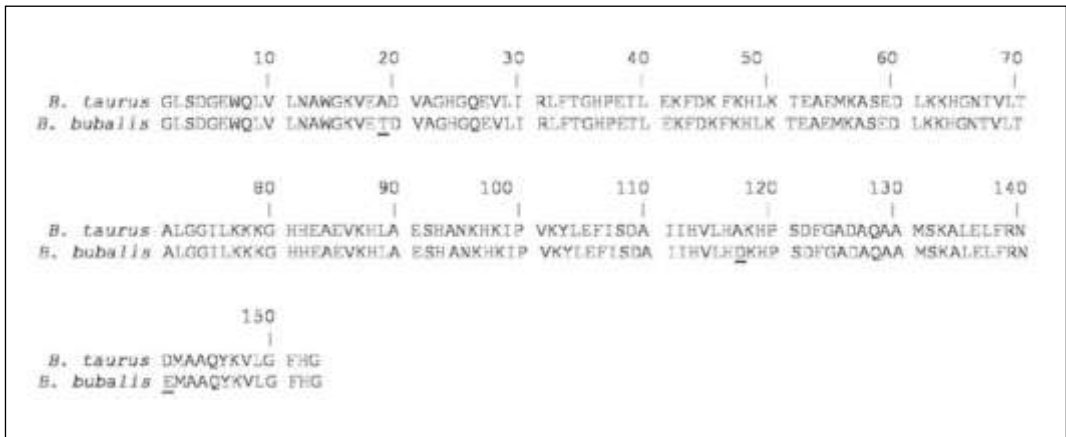 10 20 30 40 50 60 70
B. taurus GLSDGEWQLV LNAWGKVEAD VAGHGQEVLI RLFTGHPETL EKFDK FKHLK TEAEMKASED LKKHGNTVLT
B. bubalis GLSDGEWQLV LNAWGKVETD VAGHGQEVLI RLFTGHPETL EKFDKFKHLK TEAEMKASED LKKHGNTVLT
80 90 100 110 120 130 140
B. taurus ALGGILKKKG HHEAEVKHLA ESHANKHKIP VKYLEFISDA IIHVLHAKHP SDFGADAQAA MSKALELFRN
B. bubalis ALGGILKKKG HHEAEVKHLA ESHANKHKIP VKYLEFISDA IIHVLHDKHP SDFGADAQAA MSKALELFRN
150
B. taurus DMAAQYKVLG FHG
B. bubalis EMAAQYKVLG FHG